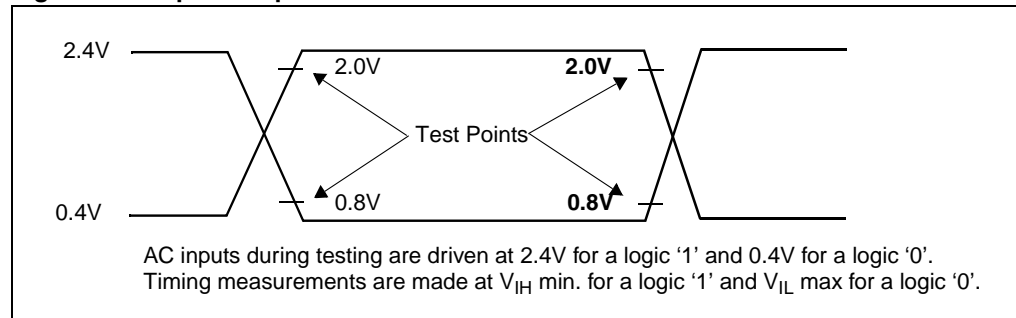 2.4V
2.0V
2.0V
Test Points
0.4V
0.8V
0.8V
AC inputs during testing are driven at 2.4V for a logic ‘1’ and 0.4V for a logic ‘0’.
Timing measurements are made at VIH min. for a logic ‘1’ and VIL max for a logic ‘0’.